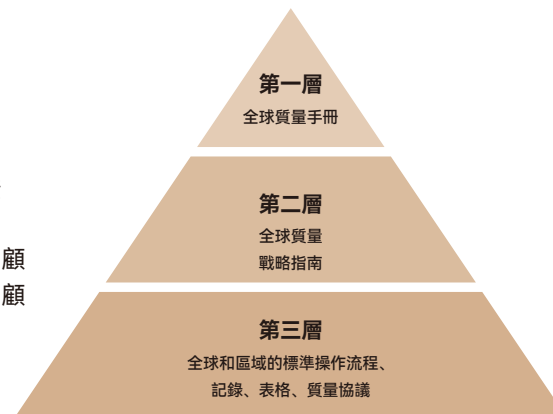 第一層
全球質量手冊
第二層
全球質量
戰略指南
顧
顧
第三層
全球和區域的標準操作流程、
記錄、表格、質量協議